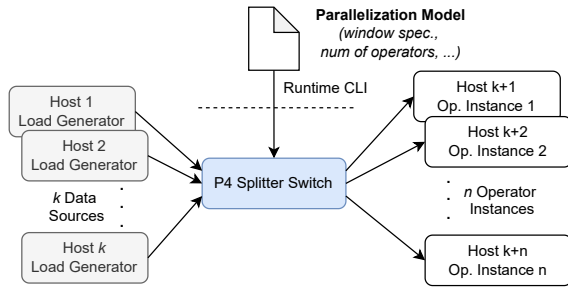 Parallelization Model
(window spec.,
num of operators, ...)
Runtime CLI
Host 1
Load Generator
Host 2
Load Generator
k Data
Sources
Host k
Load Generator
P4 Splitter Switch
Host k+1
Op. Instance 1
Host k+2
Op. Instance 2
n Operator
Instances
Host k+n
Op. Instance n